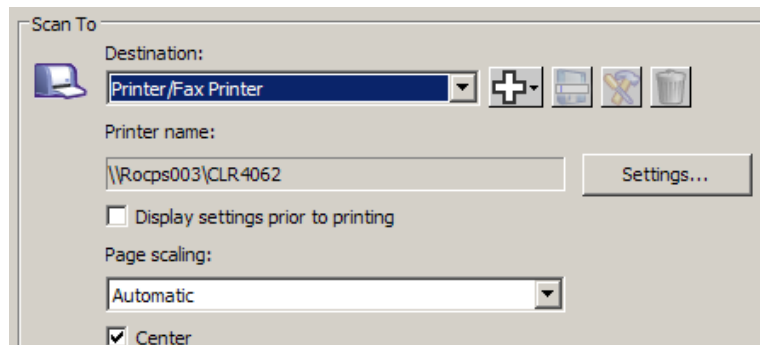 Scan To
Destination:
Printer/Fax Printer
Printer name:
\\Rocps003\CLR4062
Settings...
Display settings prior to printing
Page scaling:
Automatic
Center